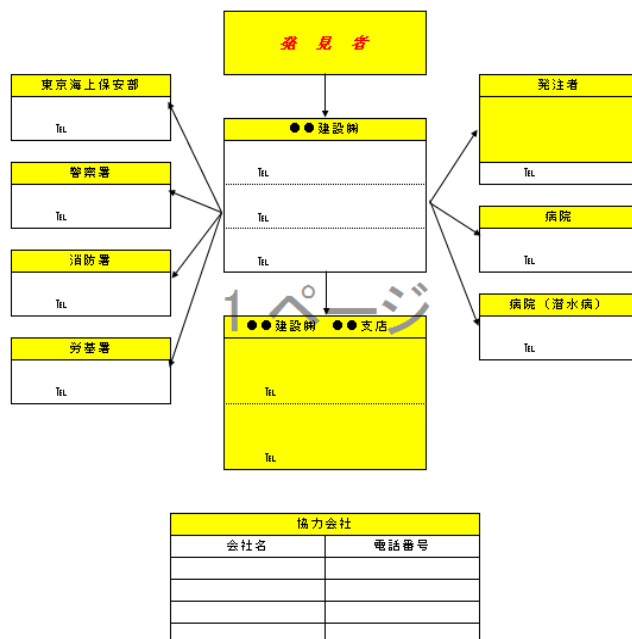 発 見 者
東京海上保安部
℡
警察署
℡
消防署
℡
労基署
℡
●●建設㈱
℡
℡
℡
1 ページ
●●建設㈱ ●●支店
℡
℡
発注者
℡
病院
℡
病院（潜水病）
℡
協力会社
会社名 電話番号